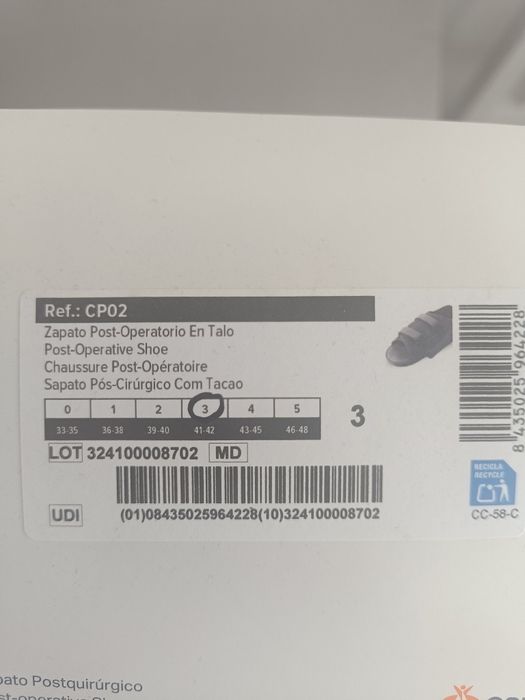 Ref.: CP02
Zapato Post-Operatorio En Talo
Post-Operative Shoe
Chaussure Post-Opératoire
Sapato Pós-Cirúrgico Com Tacao
0 1 2 3 4 5
33-35 36-38 39-40 41-42 43-45 46-48
3
LOT 324100008702 MD
UDI
(01)08435025964228(10)324100008702
8 435025 964228
RECICLA
RECYCLE
CC-58-C
Postquirúrgico